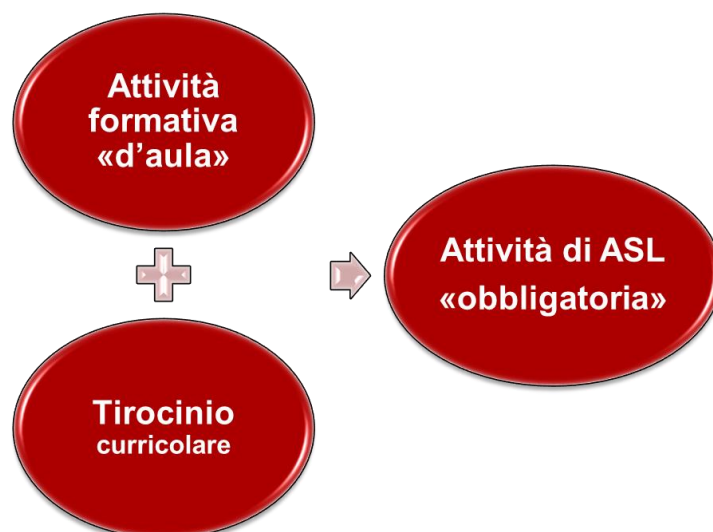 Attività
formativa
«d’aula»
Attività di ASL
«obbligatoria»
Tirocinio
curricolare